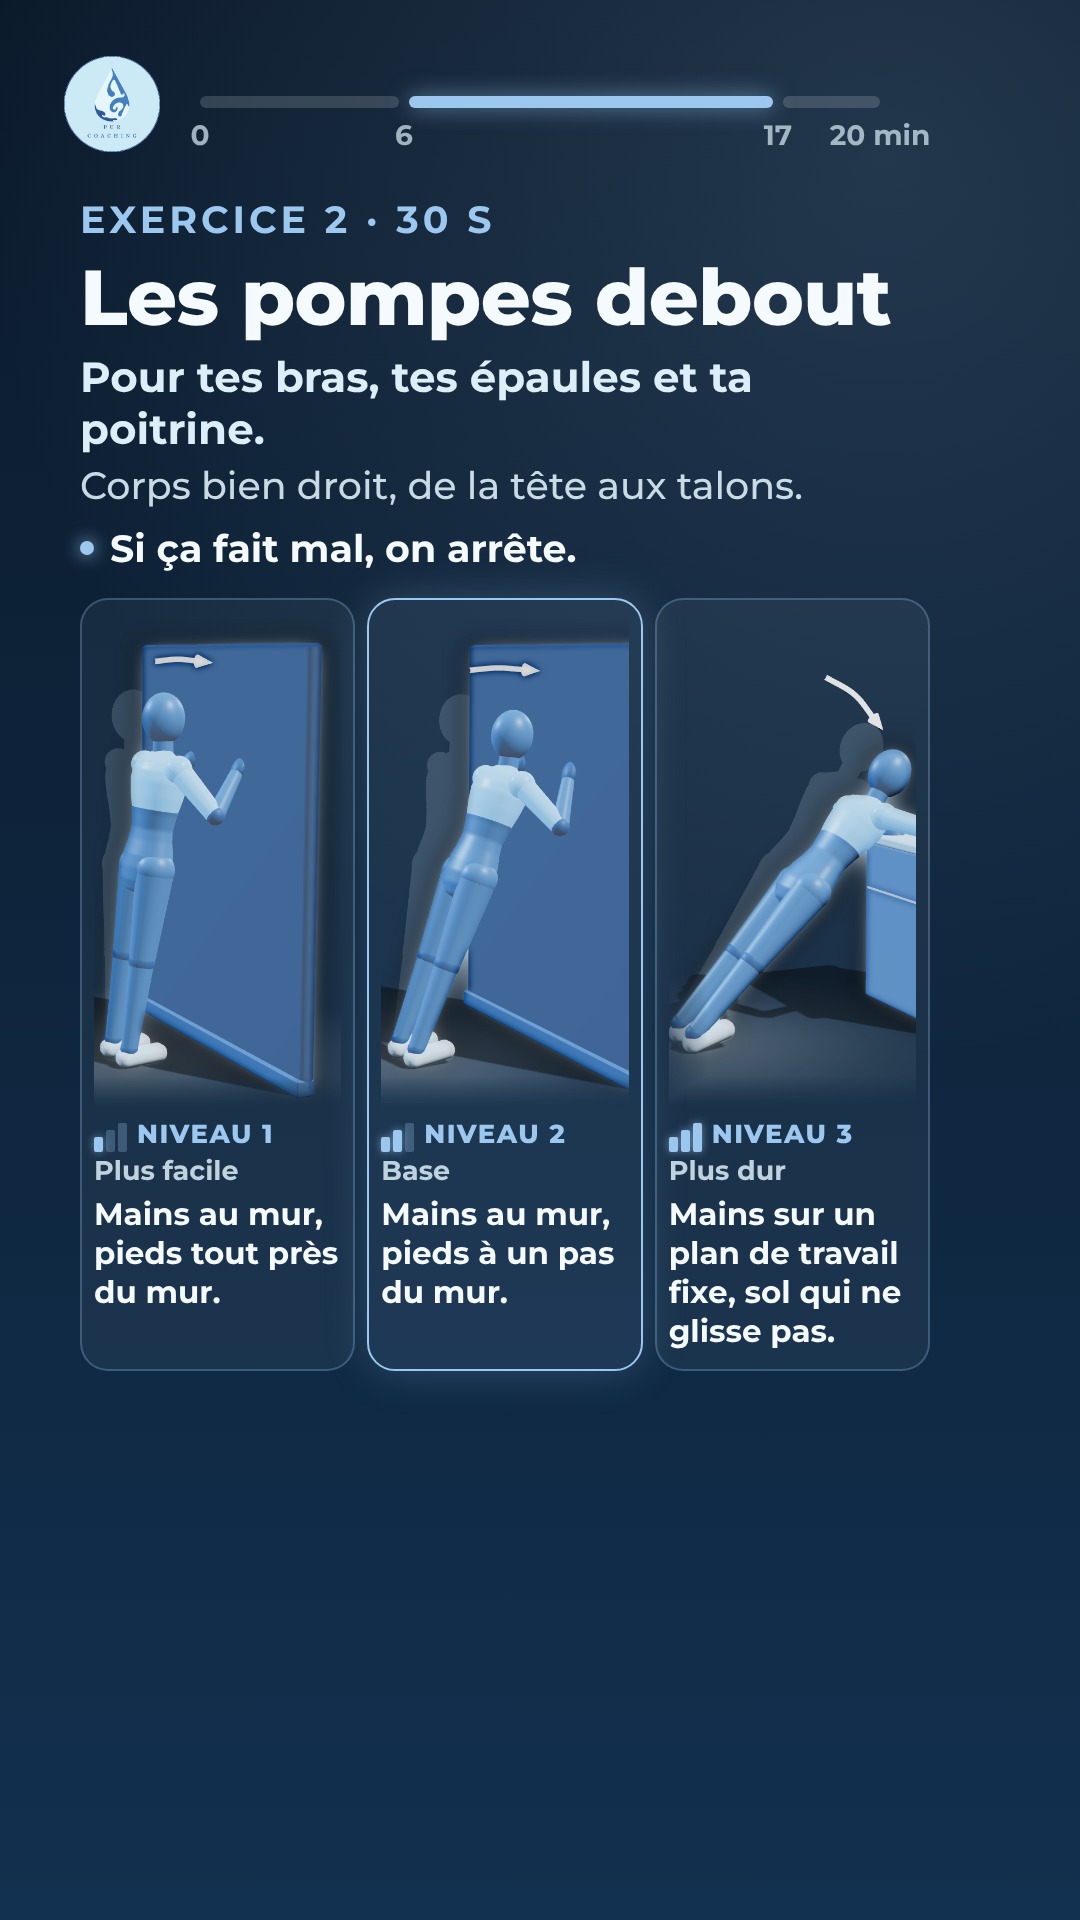 PUR
COACHING
0 6 17 20 min
EXERCICE 2 · 30 S
Les pompes debout
Pour tes bras, tes épaules et ta
poitrine.
Corps bien droit, de la tête aux talons.
Si ça fait mal, on arrête.
NIVEAU 1
Plus facile
Mains au mur,
pieds tout près
du mur.
NIVEAU 2
Base
Mains au mur,
pieds à un pas
du mur.
NIVEAU 3
Plus dur
Mains sur un
plan de travail
fixe, sol qui ne
glisse pas.